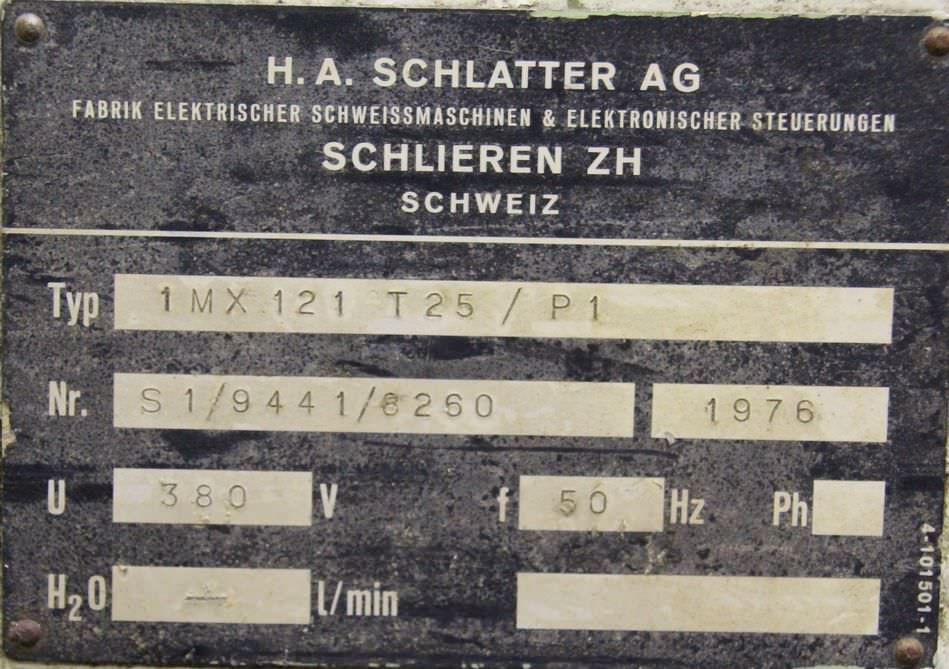 H. A. SCHLATTER AG
FABRIK ELEKTRISCHER SCHWEISSMASCHINEN & ELEKTRONISCHER STEUERUNGEN
SCHLIEREN ZH
SCHWEIZ
Typ 1MX 121 T25 / P1
Nr. S1/9441/6260 1976
U 380 V f 50 Hz Ph
H₂O — l/min
4-101501-1